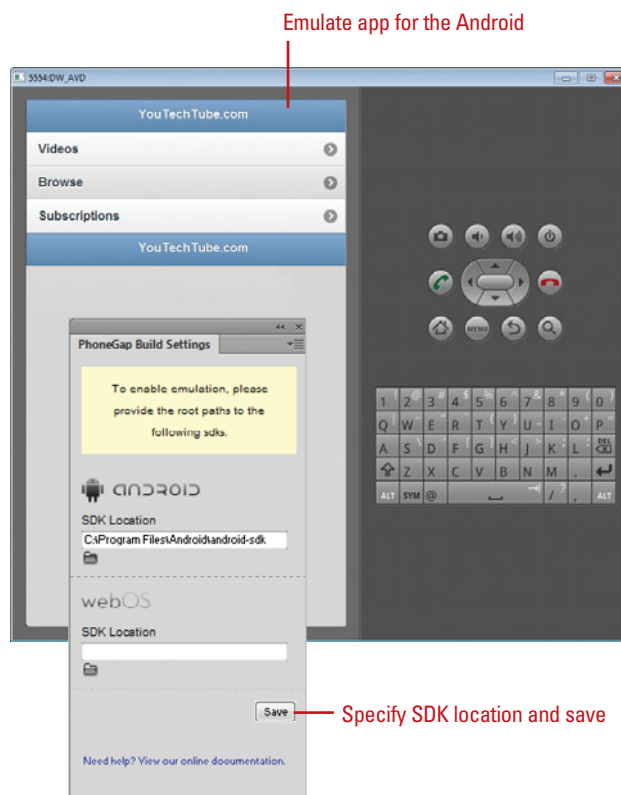 Emulate app for the Android
5554:DW_AVD
YouTechTube.com
Videos
Browse
Subscriptions
YouTechTube.com
PhoneGap Build Settings
To enable emulation, please
provide the root paths to the
following sdks.
android
SDK Location
C:\Program Files\Android\android-sdk
webOS
SDK Location
Save
Specify SDK location and save
Need help? View our online documentation.
MENU
1 ! 2 @ 3 # 4 $ 5 % 6 ^ 7 & 8 * 9 ( 0 )
Q W E R T Y U I O P
A S D F G H J K L DEL
Z X C V B N M .
ALT SYM @ / ? , ALT